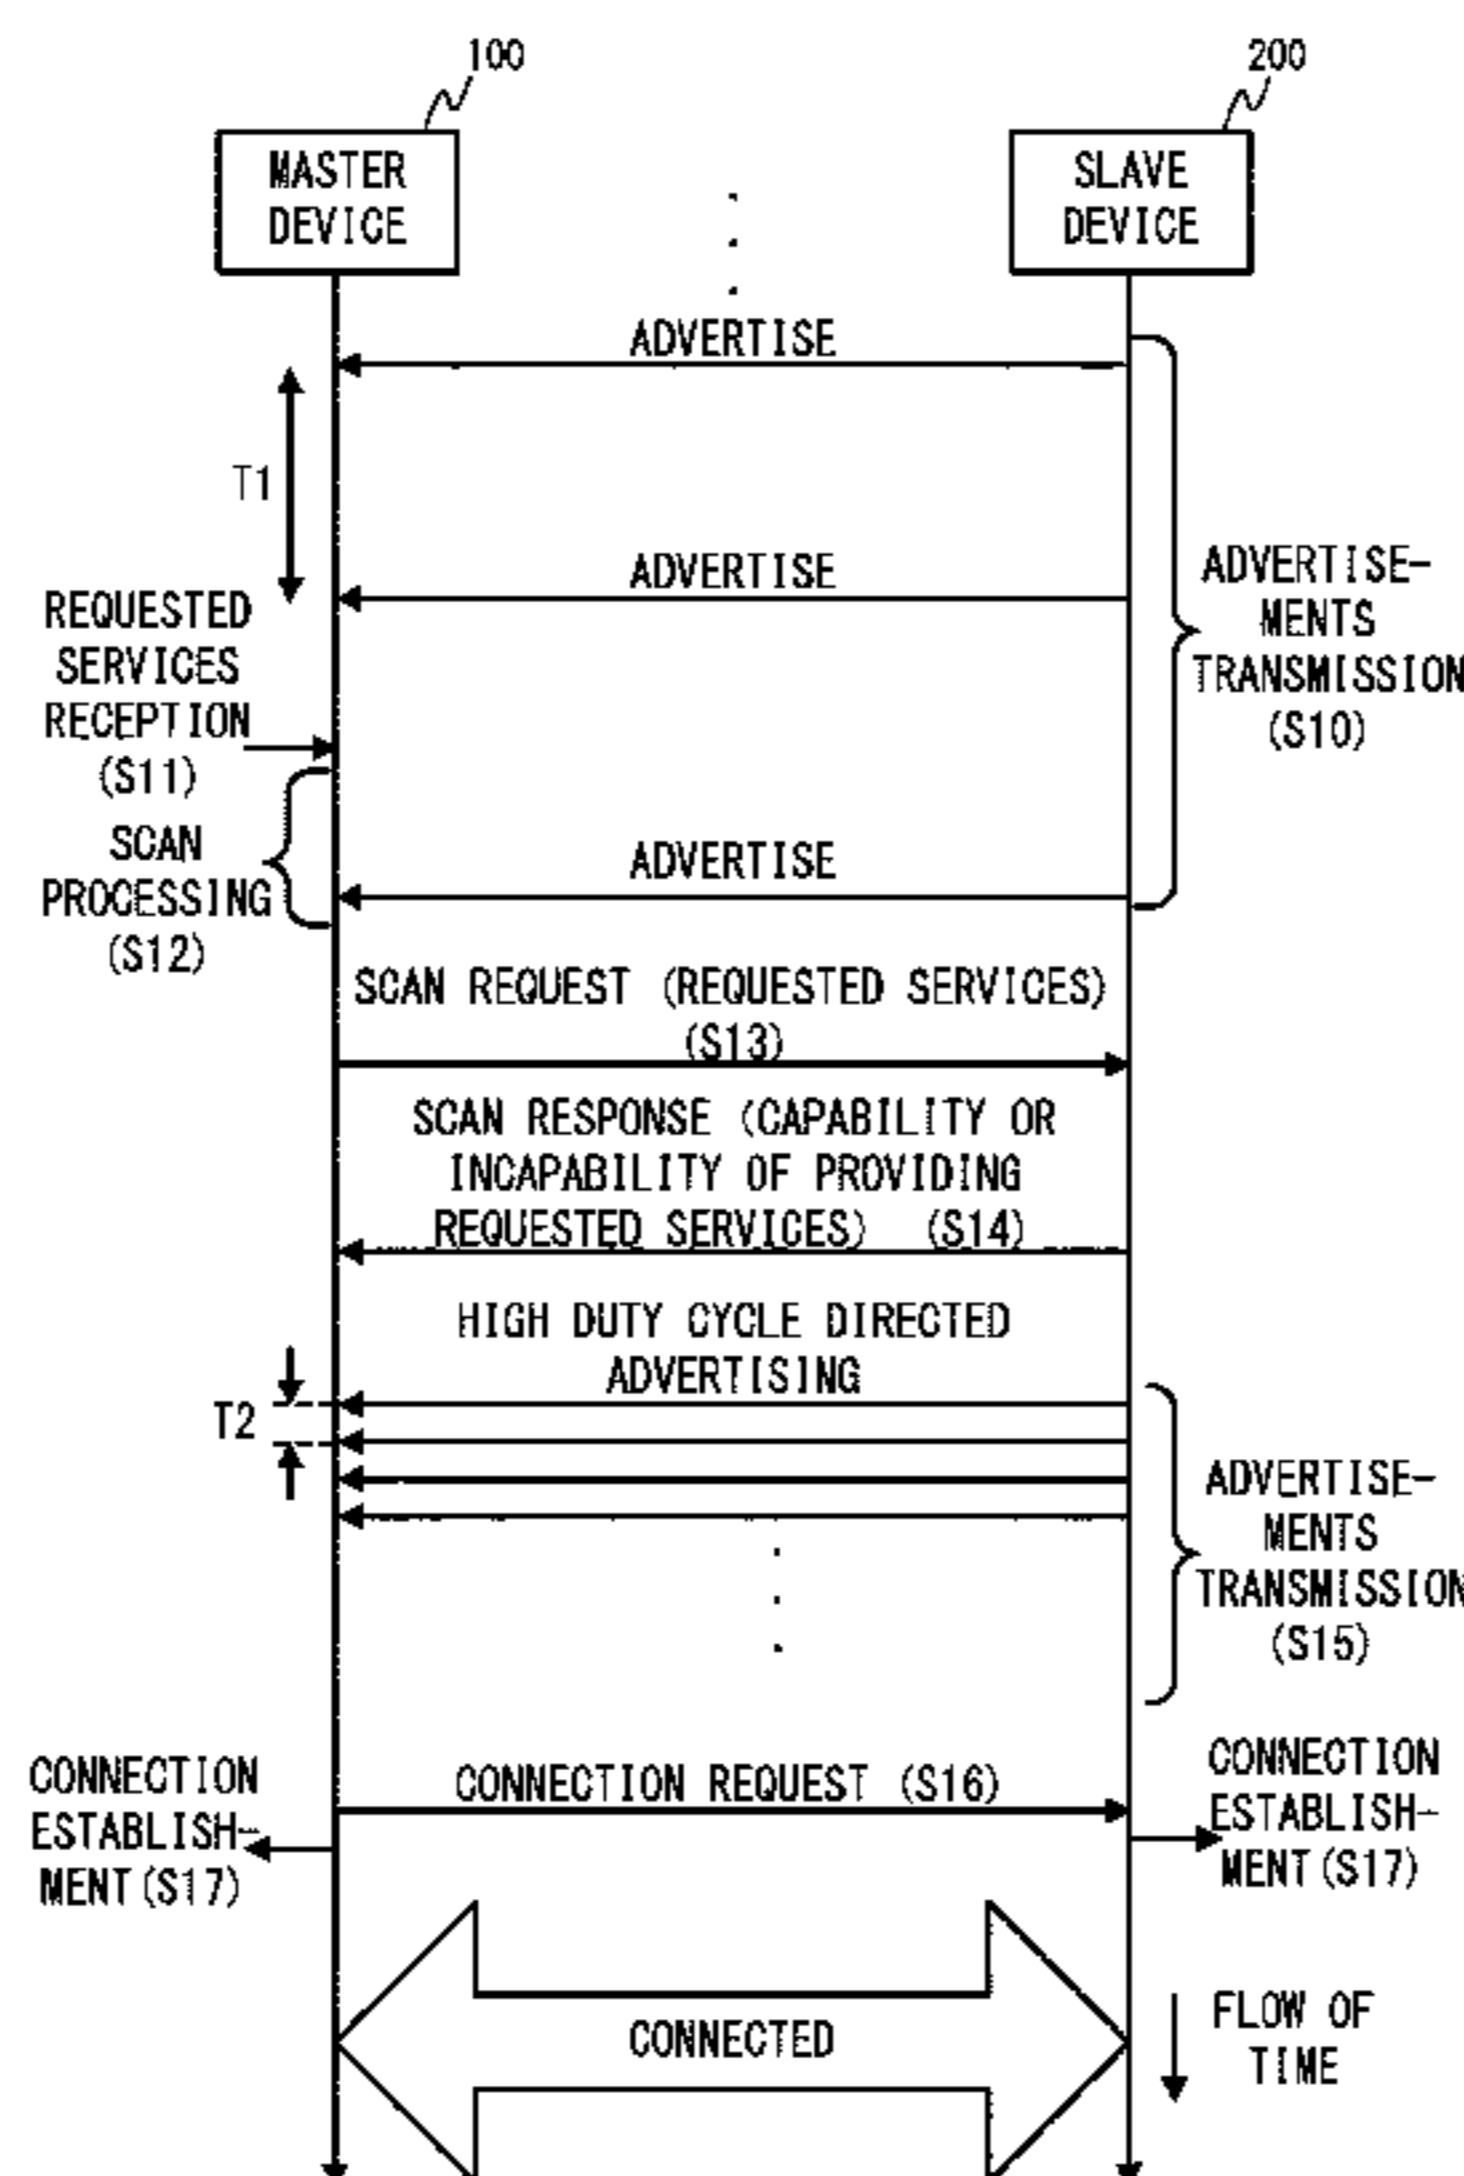 100
200
MASTER
DEVICE
SLAVE
DEVICE
ADVERTISE
T1
ADVERTISE
ADVERTISE-
MENTS
TRANSMISSION
(S10)
REQUESTED
SERVICES
RECEPTION
(S11)
SCAN
PROCESSING
(S12)
ADVERTISE
SCAN REQUEST (REQUESTED SERVICES)
(S13)
SCAN RESPONSE (CAPABILITY OR
INCAPABILITY OF PROVIDING
REQUESTED SERVICES) (S14)
HIGH DUTY CYCLE DIRECTED
ADVERTISING
T2
ADVERTISE-
MENTS
TRANSMISSION
(S15)
CONNECTION
ESTABLISH-
MENT(S17)
CONNECTION REQUEST (S16)
CONNECTION
ESTABLISH-
MENT(S17)
CONNECTED
FLOW OF
TIME